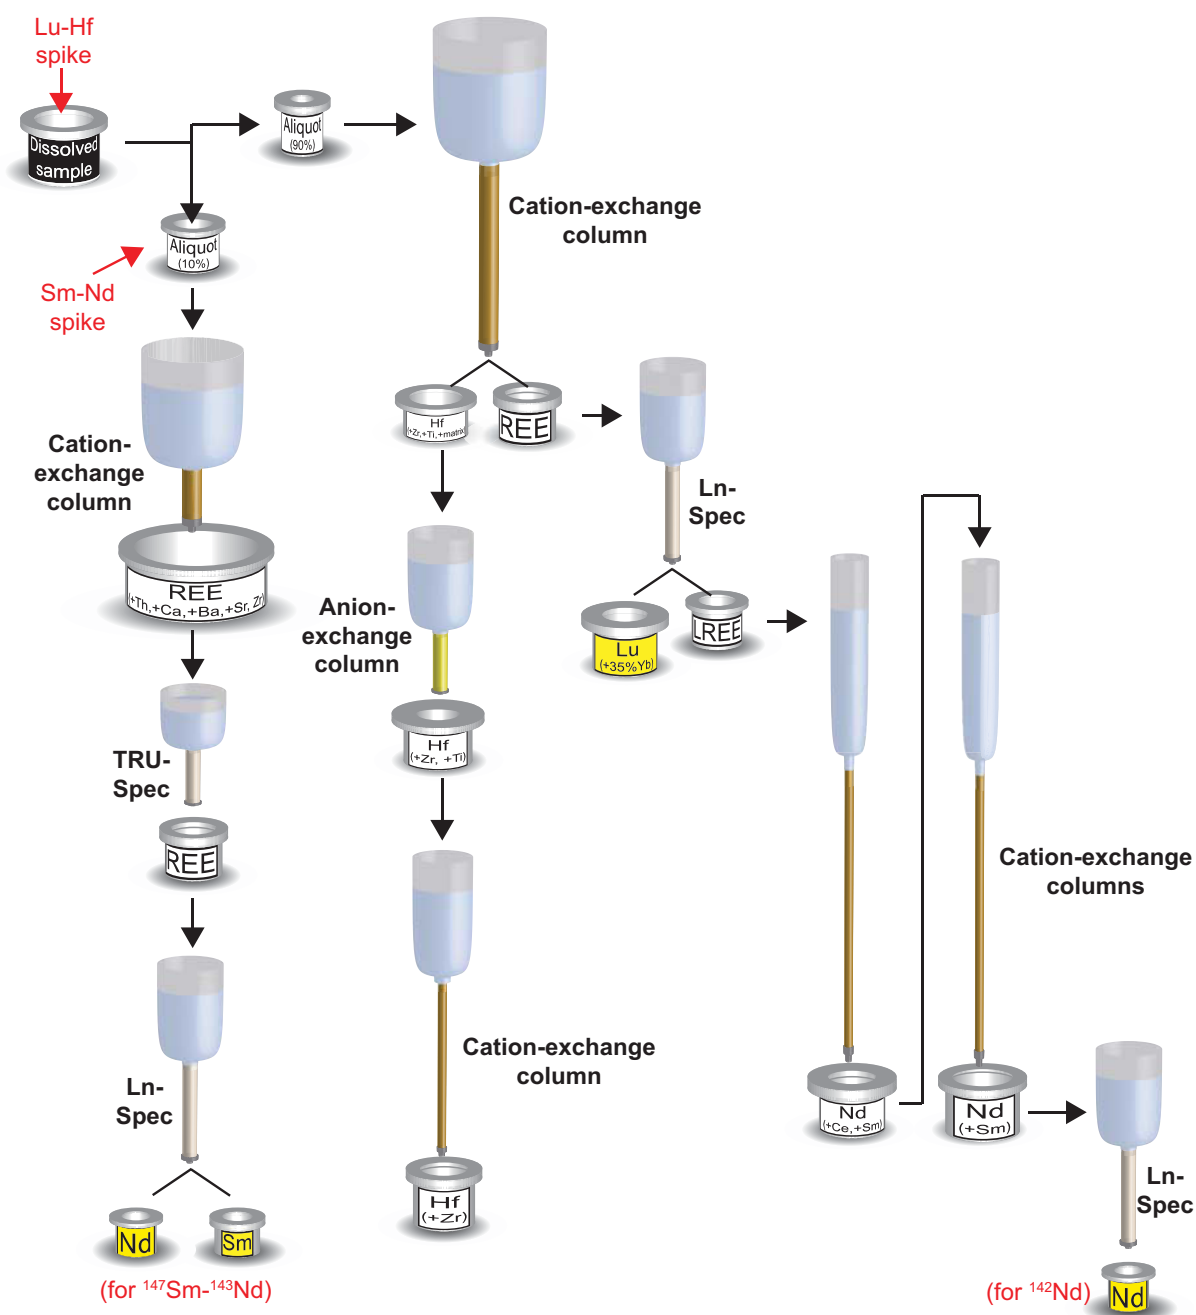 Lu-Hf
spike
Dissolved
sample
Aliquot
(90%)
Cation-exchange
column
Aliquot
(10%)
Sm-Nd
spike
Cation-
exchange
column
REE
(+Th,+Ca,+Ba,+Sr, Zr)
TRU-
Spec
REE
Ln-
Spec
Nd
Sm
(for ¹⁴⁷Sm-¹⁴³Nd)
Hf
(+Zr,+Ti,+matrix)
REE
Anion-
exchange
column
Hf
(+Zr, +Ti)
Cation-exchange
column
Hf
(+Zr)
Ln-
Spec
Lu
(+35%Yb)
LREE
Cation-exchange
columns
Nd
(+Ce,+Sm)
Nd
(+Sm)
Ln-
Spec
(for ¹⁴²Nd)
Nd